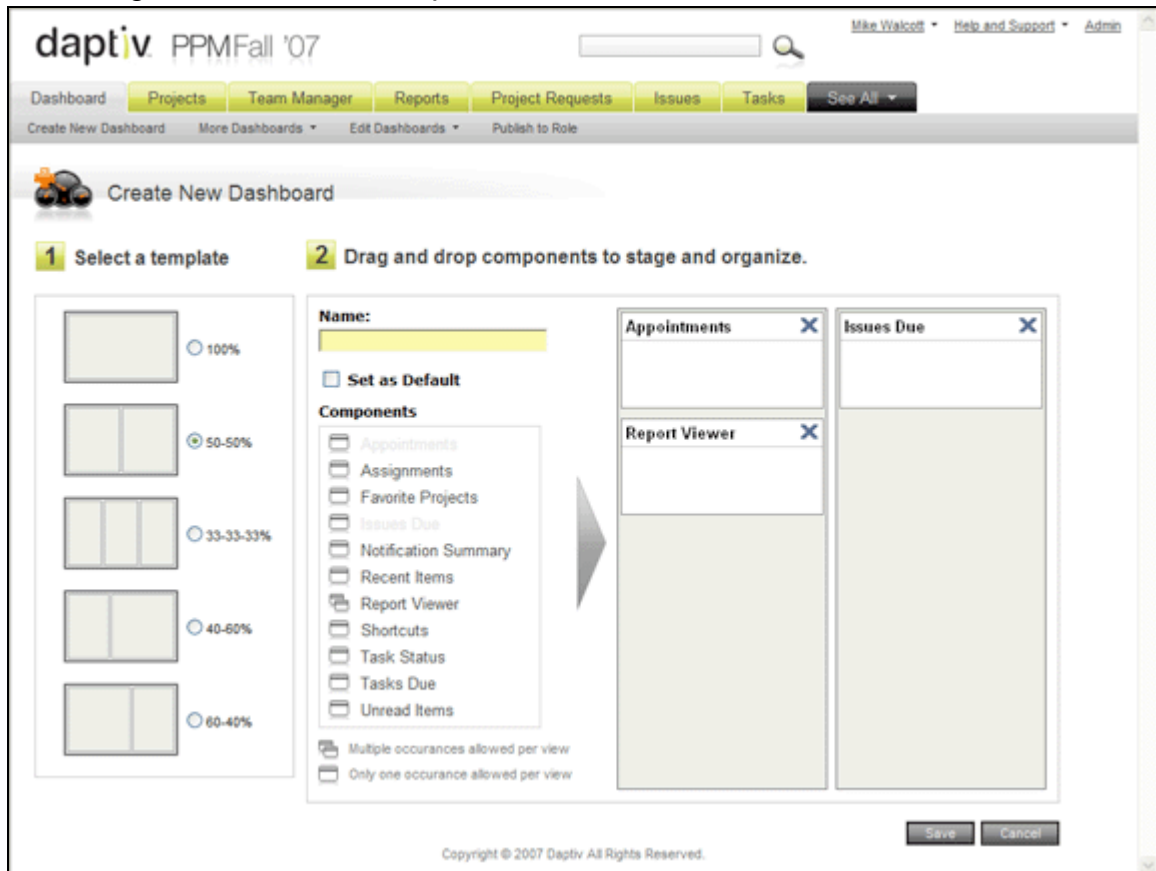 Mike Walcott Help and Support Admin
daptiv PPM Fall '07
Dashboard Projects Team Manager Reports Project Requests Issues Tasks See All
Create New Dashboard More Dashboards Edit Dashboards Publish to Role
Create New Dashboard
1 Select a template
2 Drag and drop components to stage and organize.
100%
50-50%
33-33-33%
40-60%
60-40%
Name:
Set as Default
Components
Appointments
Assignments
Favorite Projects
Issues Due
Notification Summary
Recent Items
Report Viewer
Shortcuts
Task Status
Tasks Due
Unread Items
Multiple occurances allowed per view
Only one occurance allowed per view
Appointments
Report Viewer
Issues Due
Save Cancel
Copyright © 2007 Daptiv All Rights Reserved.